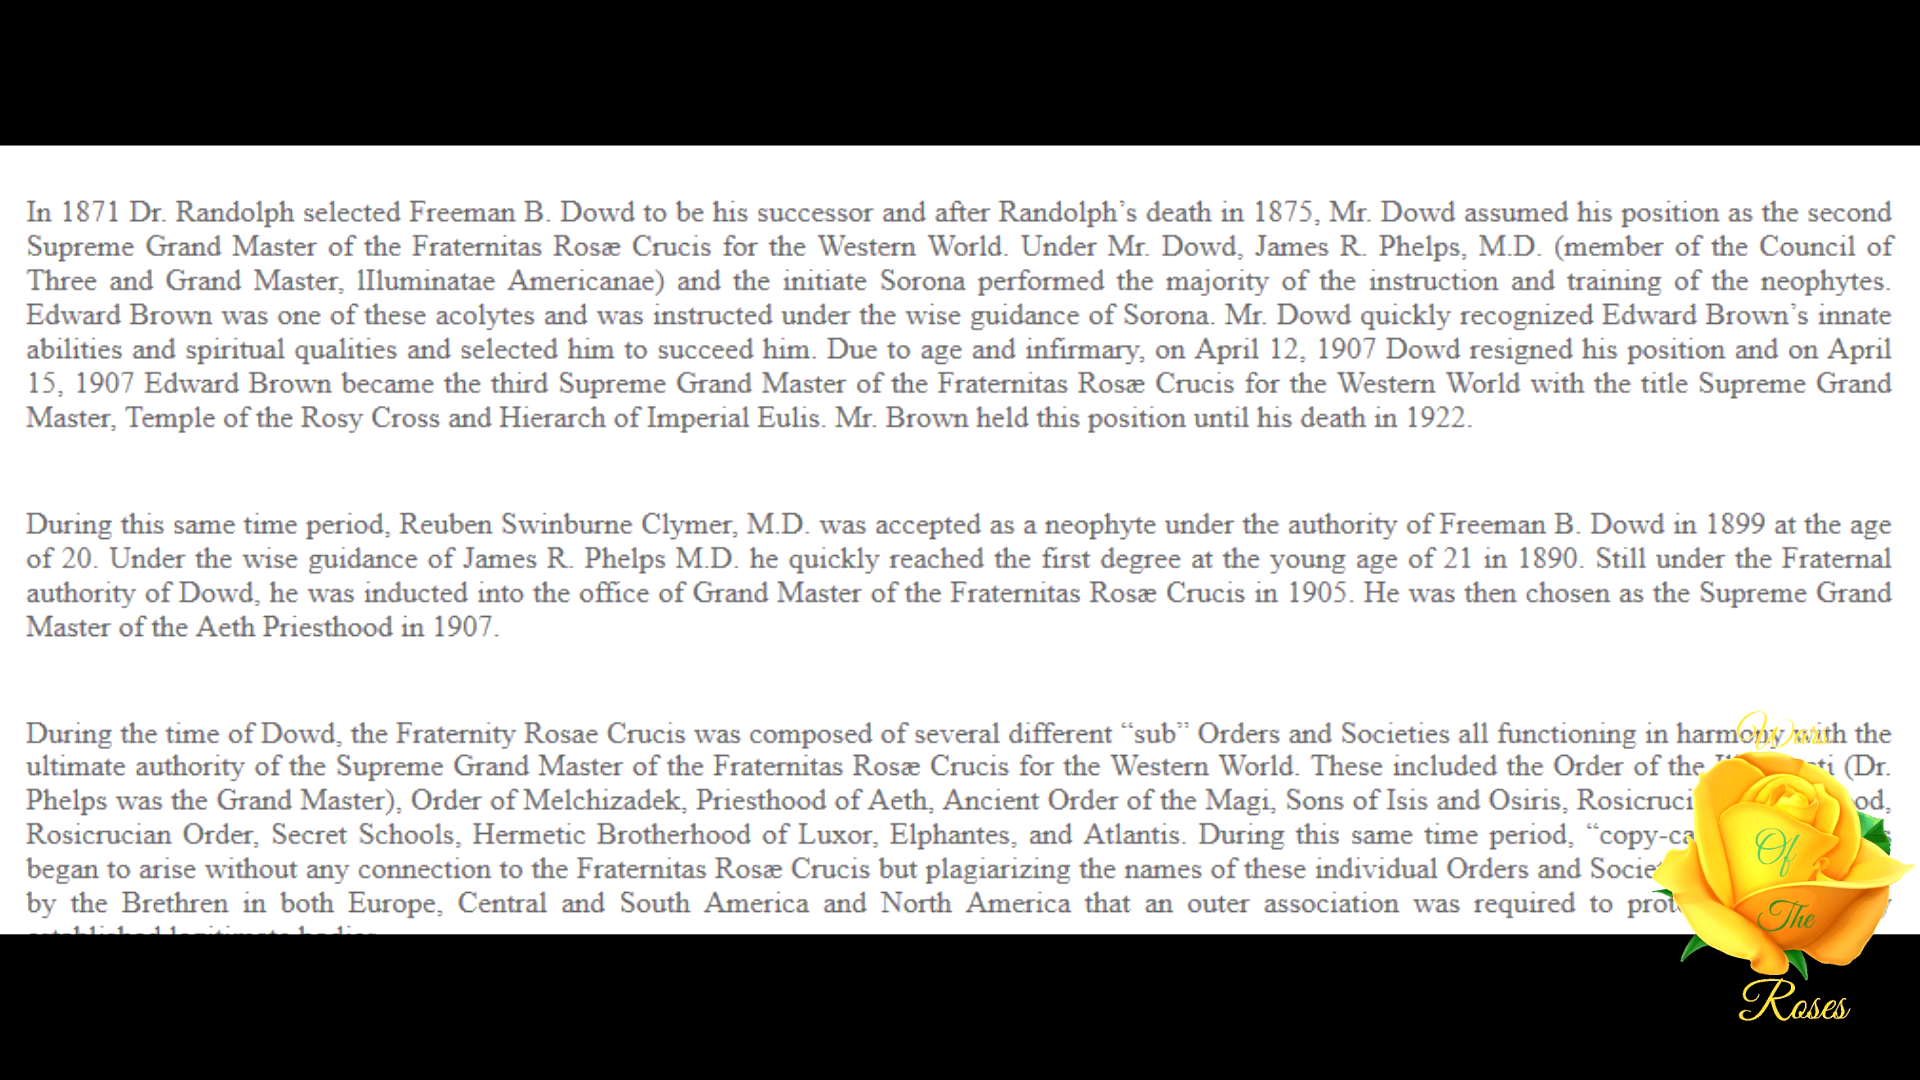 In 1871 Dr. Randolph selected Freeman B. Dowd to be his successor and after Randolph’s death in 1875, Mr. Dowd assumed his position as the second
Supreme Grand Master of the Fraternitas Rosæ Crucis for the Western World. Under Mr. Dowd, James R. Phelps, M.D. (member of the Council of
Three and Grand Master, lIluminatae Americanae) and the initiate Sorona performed the majority of the instruction and training of the neophytes.
Edward Brown was one of these acolytes and was instructed under the wise guidance of Sorona. Mr. Dowd quickly recognized Edward Brown’s innate
abilities and spiritual qualities and selected him to succeed him. Due to age and infirmary, on April 12, 1907 Dowd resigned his position and on April
15, 1907 Edward Brown became the third Supreme Grand Master of the Fraternitas Rosæ Crucis for the Western World with the title Supreme Grand
Master, Temple of the Rosy Cross and Hierarch of Imperial Eulis. Mr. Brown held this position until his death in 1922.
During this same time period, Reuben Swinburne Clymer, M.D. was accepted as a neophyte under the authority of Freeman B. Dowd in 1899 at the age
of 20. Under the wise guidance of James R. Phelps M.D. he quickly reached the first degree at the young age of 21 in 1890. Still under the Fraternal
authority of Dowd, he was inducted into the office of Grand Master of the Fraternitas Rosæ Crucis in 1905. He was then chosen as the Supreme Grand
Master of the Aeth Priesthood in 1907.
During the time of Dowd, the Fraternity Rosae Crucis was composed of several different “sub” Orders and Societies all functioning in harmony with the
ultimate authority of the Supreme Grand Master of the Fraternitas Rosæ Crucis for the Western World. These included the Order of the (Dr.
Phelps was the Grand Master), Order of Melchizadek, Priesthood of Aeth, Ancient Order of the Magi, Sons of Isis and Osiris,
Rosicrucian Order, Secret Schools, Hermetic Brotherhood of Luxor, Elphantes, and Atlantis. During this same time period,
began to arise without any connection to the Fraternitas Rosæ Crucis but plagiarizing the names of these individual Orders and
by the Brethren in both Europe, Central and South America and North America that an outer association was required to
Wars
Of
The
Roses